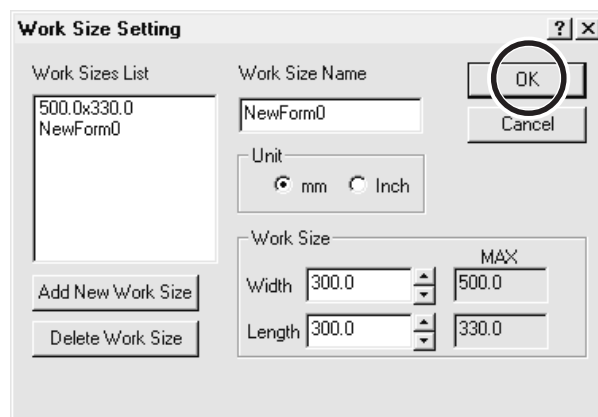 Work Size Setting
? ×
Work Sizes List
500.0x330.0
NewForm0
Add New Work Size
Delete Work Size
Work Size Name
NewForm0
Unit
mm Inch
Work Size
MAX
Width 300.0 500.0
Length 300.0 330.0
OK
Cancel